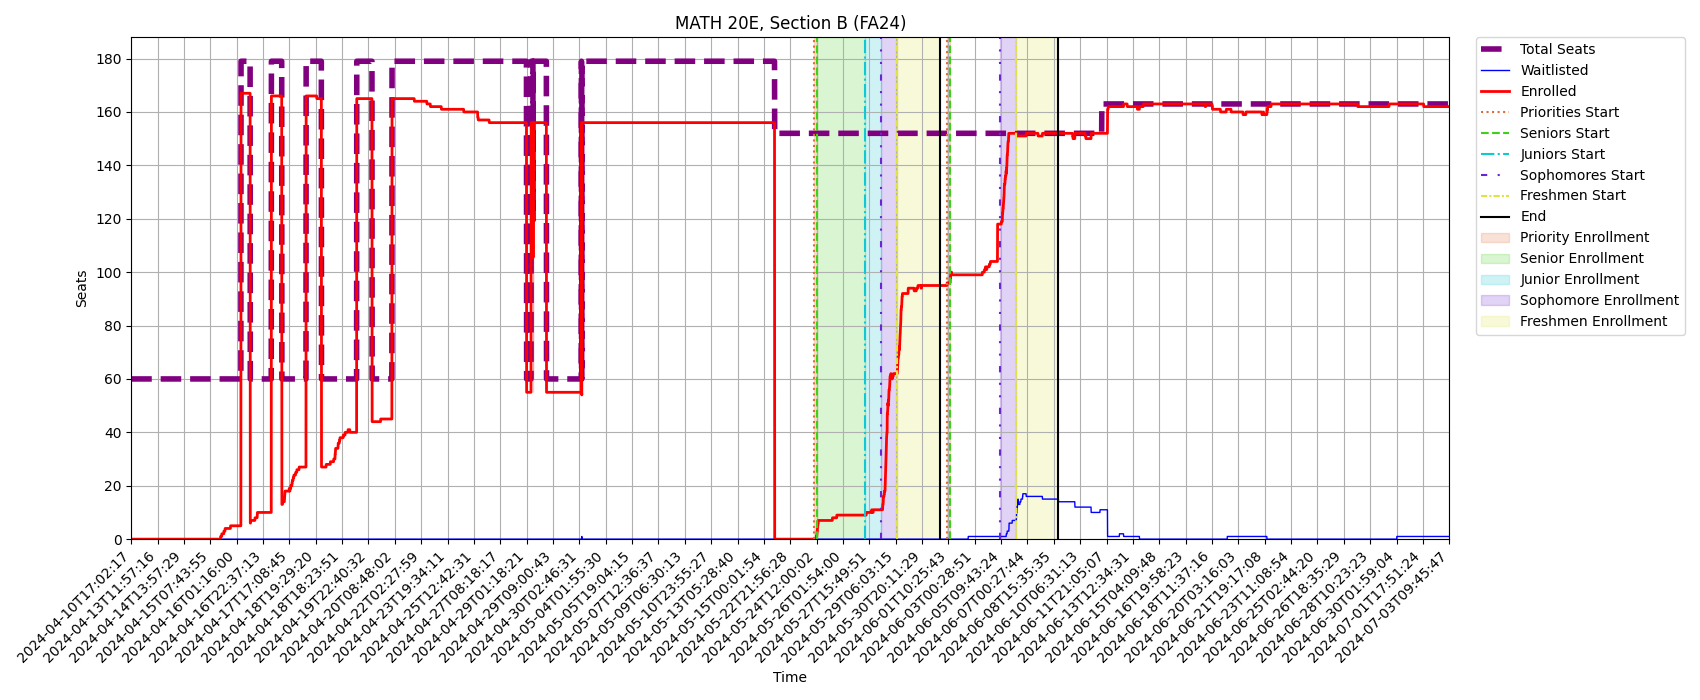 MATH 20E, Section B (FA24)
Seats
180
160
140
120
100
80
60
40
20
0
2024-04-10T17:02:17
2024-04-13T11:57:16
2024-04-14T13:57:29
2024-04-15T07:43:55
2024-04-16T01:16:00
2024-04-16T22:37:13
2024-04-17T17:08:45
2024-04-18T19:29:20
2024-04-18T18:23:51
2024-04-19T22:40:32
2024-04-20T08:48:02
2024-04-22T02:27:59
2024-04-23T19:34:11
2024-04-25T12:42:31
2024-04-27T08:18:17
2024-04-28T01:18:21
2024-04-29T09:00:43
2024-04-30T02:46:31
2024-05-04T01:55:30
2024-05-05T19:04:15
2024-05-07T12:36:37
2024-05-09T06:30:13
2024-05-10T23:55:27
2024-05-13T05:28:40
2024-05-15T00:01:54
2024-05-22T21:56:28
2024-05-24T12:00:02
2024-05-26T01:54:00
2024-05-27T15:49:51
2024-05-29T06:03:15
2024-05-30T20:11:29
2024-06-01T10:25:43
2024-06-03T00:28:51
2024-06-05T09:43:24
2024-06-07T00:27:44
2024-06-08T15:35:35
2024-06-10T06:31:13
2024-06-11T21:05:07
2024-06-13T12:34:31
2024-06-15T04:09:48
2024-06-16T19:58:23
2024-06-18T11:37:16
2024-06-20T03:16:03
2024-06-21T19:17:08
2024-06-23T11:08:54
2024-06-25T02:44:20
2024-06-26T18:35:29
2024-06-28T10:23:23
2024-06-30T01:59:04
2024-07-01T17:51:24
2024-07-03T09:45:47
Time
Total Seats
Waitlisted
Enrolled
Priorities Start
Seniors Start
Juniors Start
Sophomores Start
Freshmen Start
End
Priority Enrollment
Senior Enrollment
Junior Enrollment
Sophomore Enrollment
Freshmen Enrollment